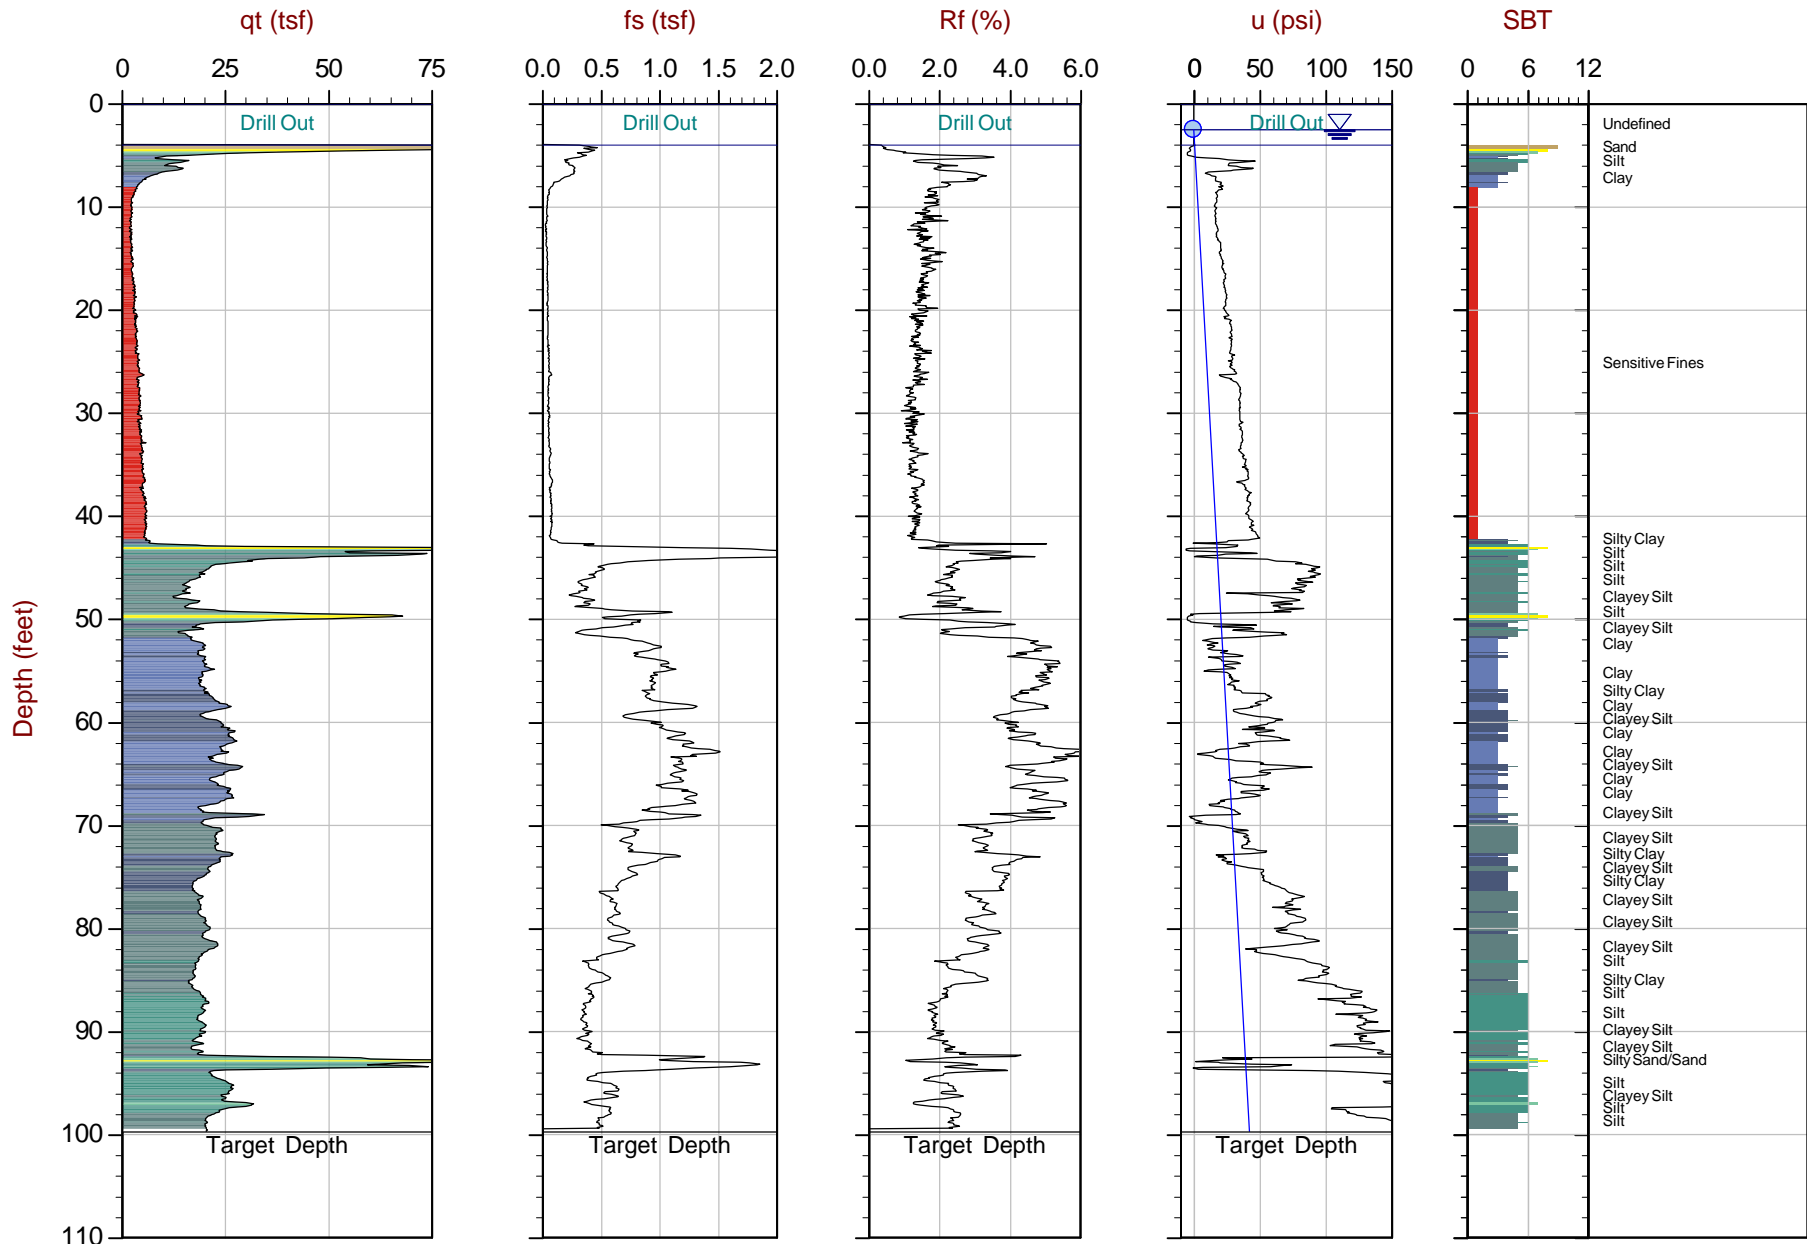 qt (tsf) fs (tsf) Rf (%) u (psi) SBT
0 25 50 75 0.0 0.5 1.0 1.5 2.0 0.0 2.0 4.0 6.0 0 50 100 150 0 6 12
0
Drill Out Drill Out Drill Out Drill Out Undefined
Sand
Silt
Clay
10
20
Sensitive Fines
30
40
Silty Clay
Silt
Silt
Silt
Clayey Silt
Silt
50
Clayey Silt
Clay
Depth (feet)
Clay
Silty Clay
Clay
60 Clayey Silt
Clay
Clay
Clayey Silt
Clay
Clay
Clayey Silt
70
Clayey Silt
Silty Clay
Clayey Silt
Silty Clay
Clayey Silt
80 Clayey Silt
Clayey Silt
Silt
Silty Clay
Silt
Silt
90 Clayey Silt
Clayey Silt
Silty Sand/Sand
Silt
Clayey Silt
Silt
Silt
100
Target Depth Target Depth Target Depth Target Depth
110